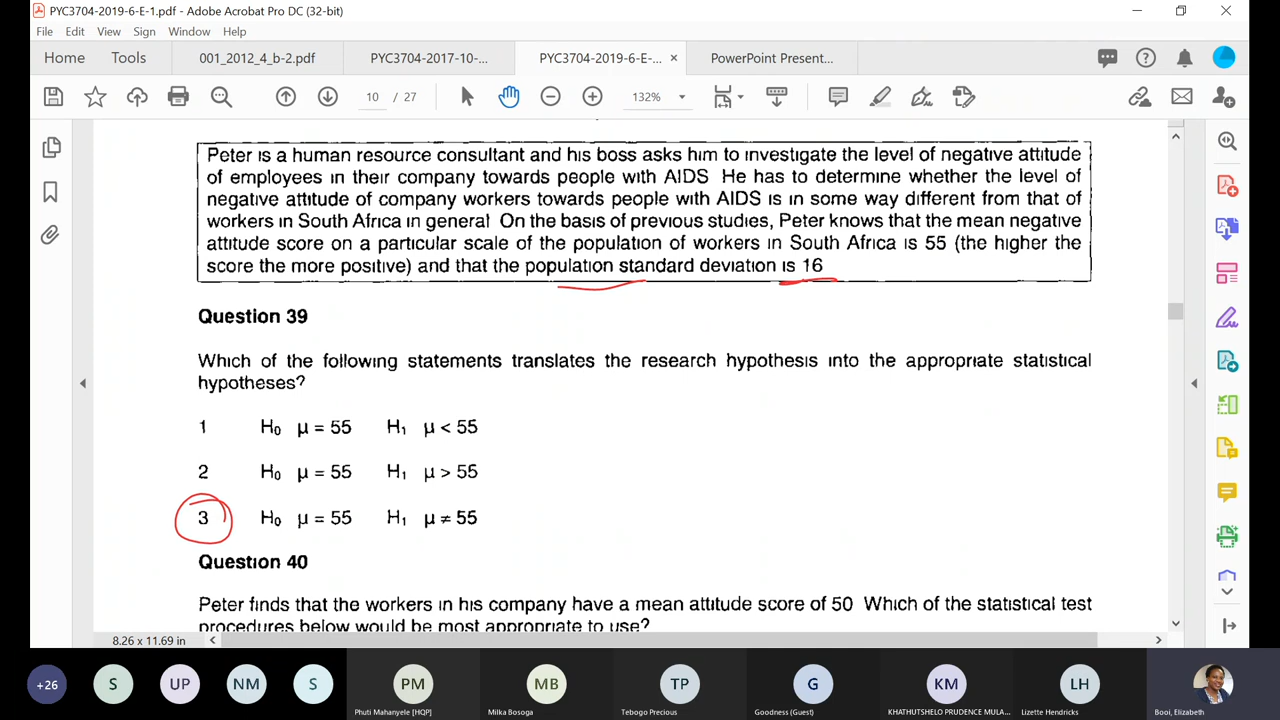 PYC3704-2019-6-E-1.pdf - Adobe Acrobat Pro DC (32-bit)
File Edit View Sign Window Help
Home Tools 001_2012_4_b-2.pdf PYC3704-2017-10-... PYC3704-2019-6-E-... × PowerPoint Present...
10 / 27 132%
Peter is a human resource consultant and his boss asks him to investigate the level of negative attitude
of employees in their company towards people with AIDS He has to determine whether the level of
negative attitude of company workers towards people with AIDS is in some way different from that of
workers in South Africa in general On the basis of previous studies, Peter knows that the mean negative
attitude score on a particular scale of the population of workers in South Africa is 55 (the higher the
score the more positive) and that the population standard deviation is 16
Question 39
Which of the following statements translates the research hypothesis into the appropriate statistical
hypotheses?
1 H₀ μ = 55 H₁ μ < 55
2 H₀ μ = 55 H₁ μ > 55
3 H₀ μ = 55 H₁ μ ≠ 55
Question 40
Peter finds that the workers in his company have a mean attitude score of 50 Which of the statistical test
procedures below would be most appropriate to use?
8.26 x 11.69 in
+26 S UP NM S PM MB TP G KM LH
Phuti Mahanyele [HQP] Milka Bosoga Tebogo Precious Goodness (Guest) KHATHUTSHELO PRUDENCE MULA... Lizette Hendricks Booi, Elizabeth